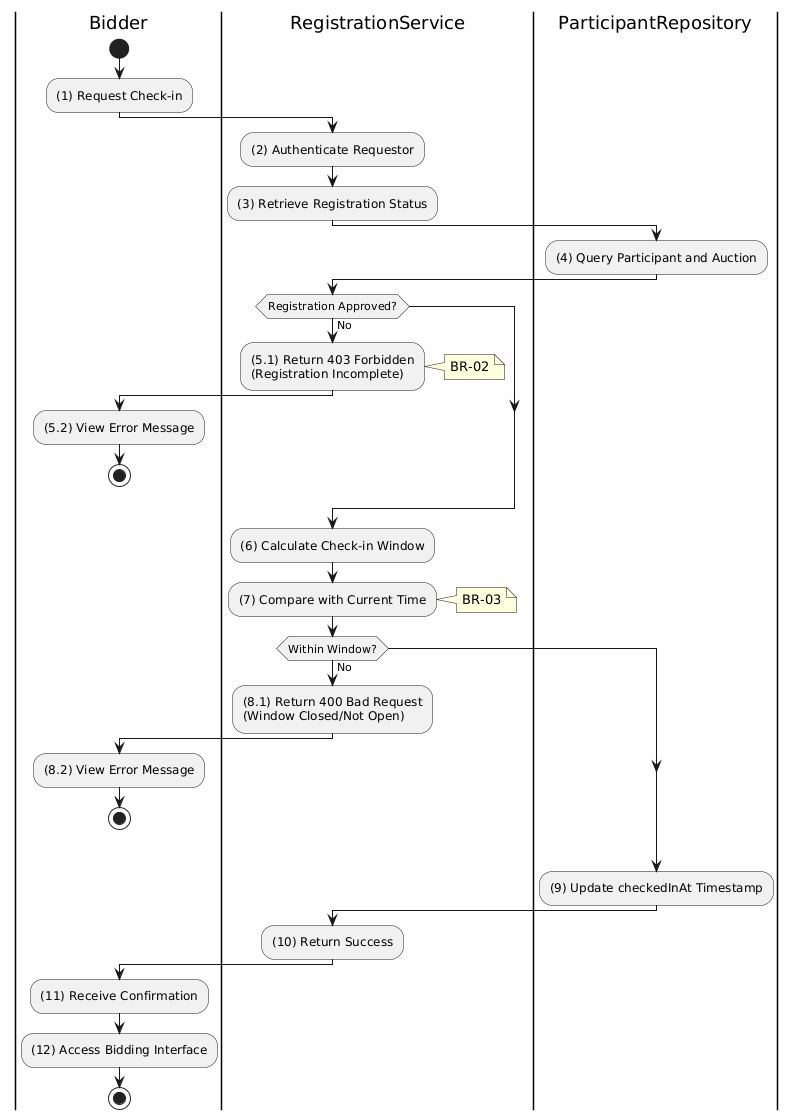 Bidder
RegistrationService
ParticipantRepository
(1) Request Check-in
(2) Authenticate Requestor
(3) Retrieve Registration Status
(4) Query Participant and Auction
Registration Approved?
No
(5.1) Return 403 Forbidden
(Registration Incomplete)
BR-02
(5.2) View Error Message
(6) Calculate Check-in Window
(7) Compare with Current Time
BR-03
Within Window?
No
(8.1) Return 400 Bad Request
(Window Closed/Not Open)
(8.2) View Error Message
(9) Update checkedInAt Timestamp
(10) Return Success
(11) Receive Confirmation
(12) Access Bidding Interface